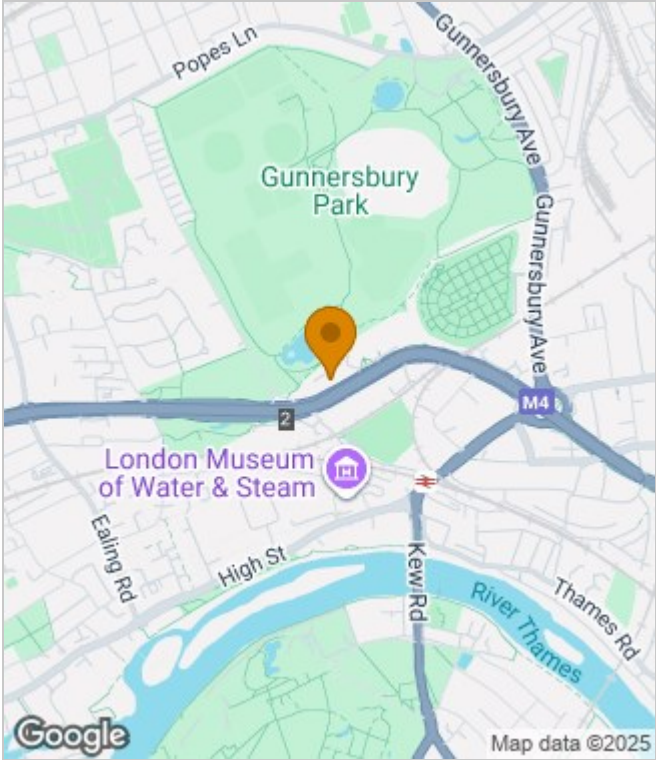 Popes Ln
Gunnersbury Ave
Gunnersbury
Park
Gunnersbury Ave
M4
2
London Museum
of Water & Steam
Ealing Rd
High St
Kew Rd
River Thames
Thames Rd
Google
Map data ©2025